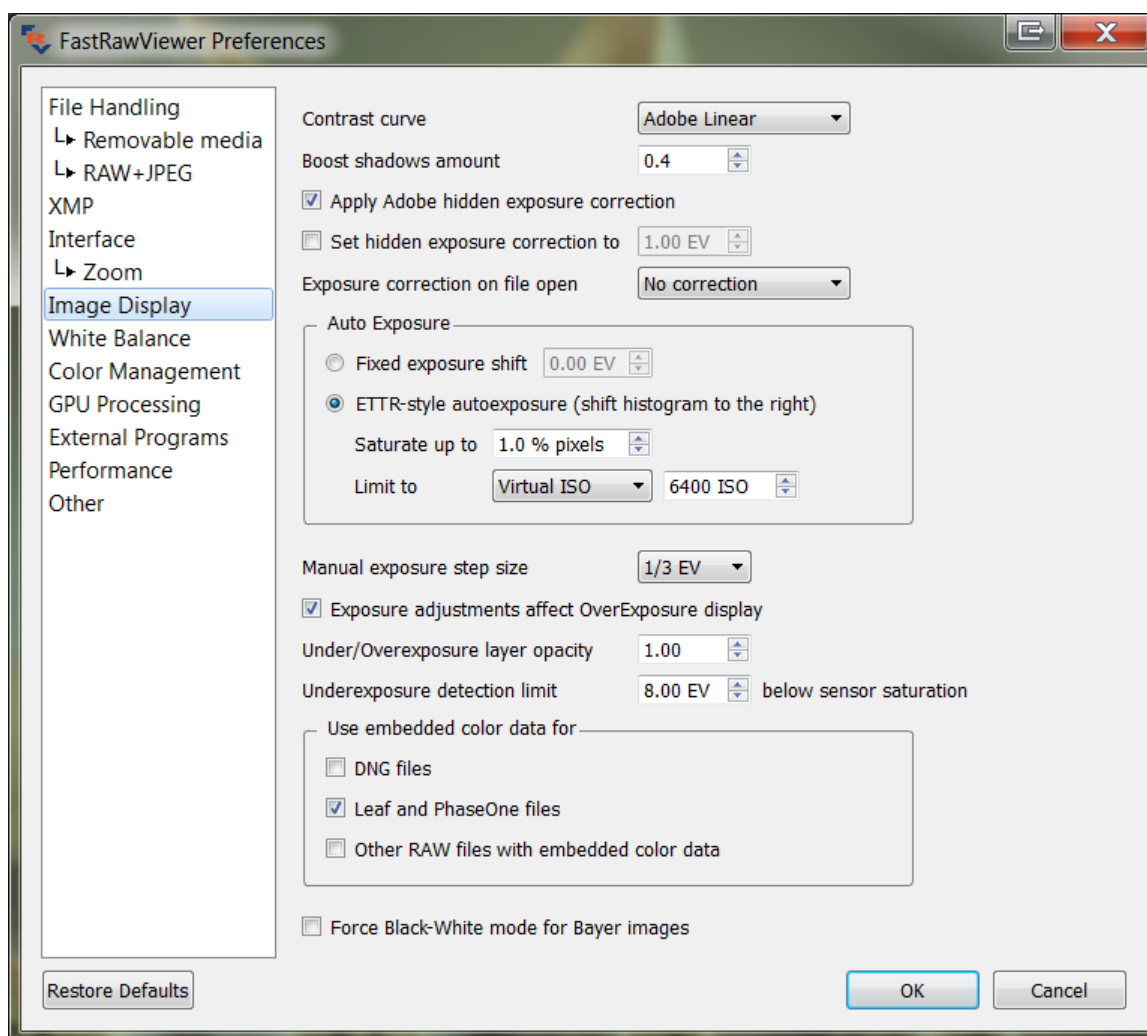 FastRawViewer Preferences
File Handling
Removable media
RAW+JPEG
XMP
Interface
Zoom
Image Display
White Balance
Color Management
GPU Processing
External Programs
Performance
Other
Contrast curve Adobe Linear
Boost shadows amount 0.4
Apply Adobe hidden exposure correction
Set hidden exposure correction to 1.00 EV
Exposure correction on file open No correction
Auto Exposure
Fixed exposure shift 0.00 EV
ETTR-style autoexposure (shift histogram to the right)
Saturate up to 1.0 % pixels
Limit to Virtual ISO 6400 ISO
Manual exposure step size 1/3 EV
Exposure adjustments affect OverExposure display
Under/Overexposure layer opacity 1.00
Underexposure detection limit 8.00 EV below sensor saturation
Use embedded color data for
DNG files
Leaf and PhaseOne files
Other RAW files with embedded color data
Force Black-White mode for Bayer images
Restore Defaults OK Cancel